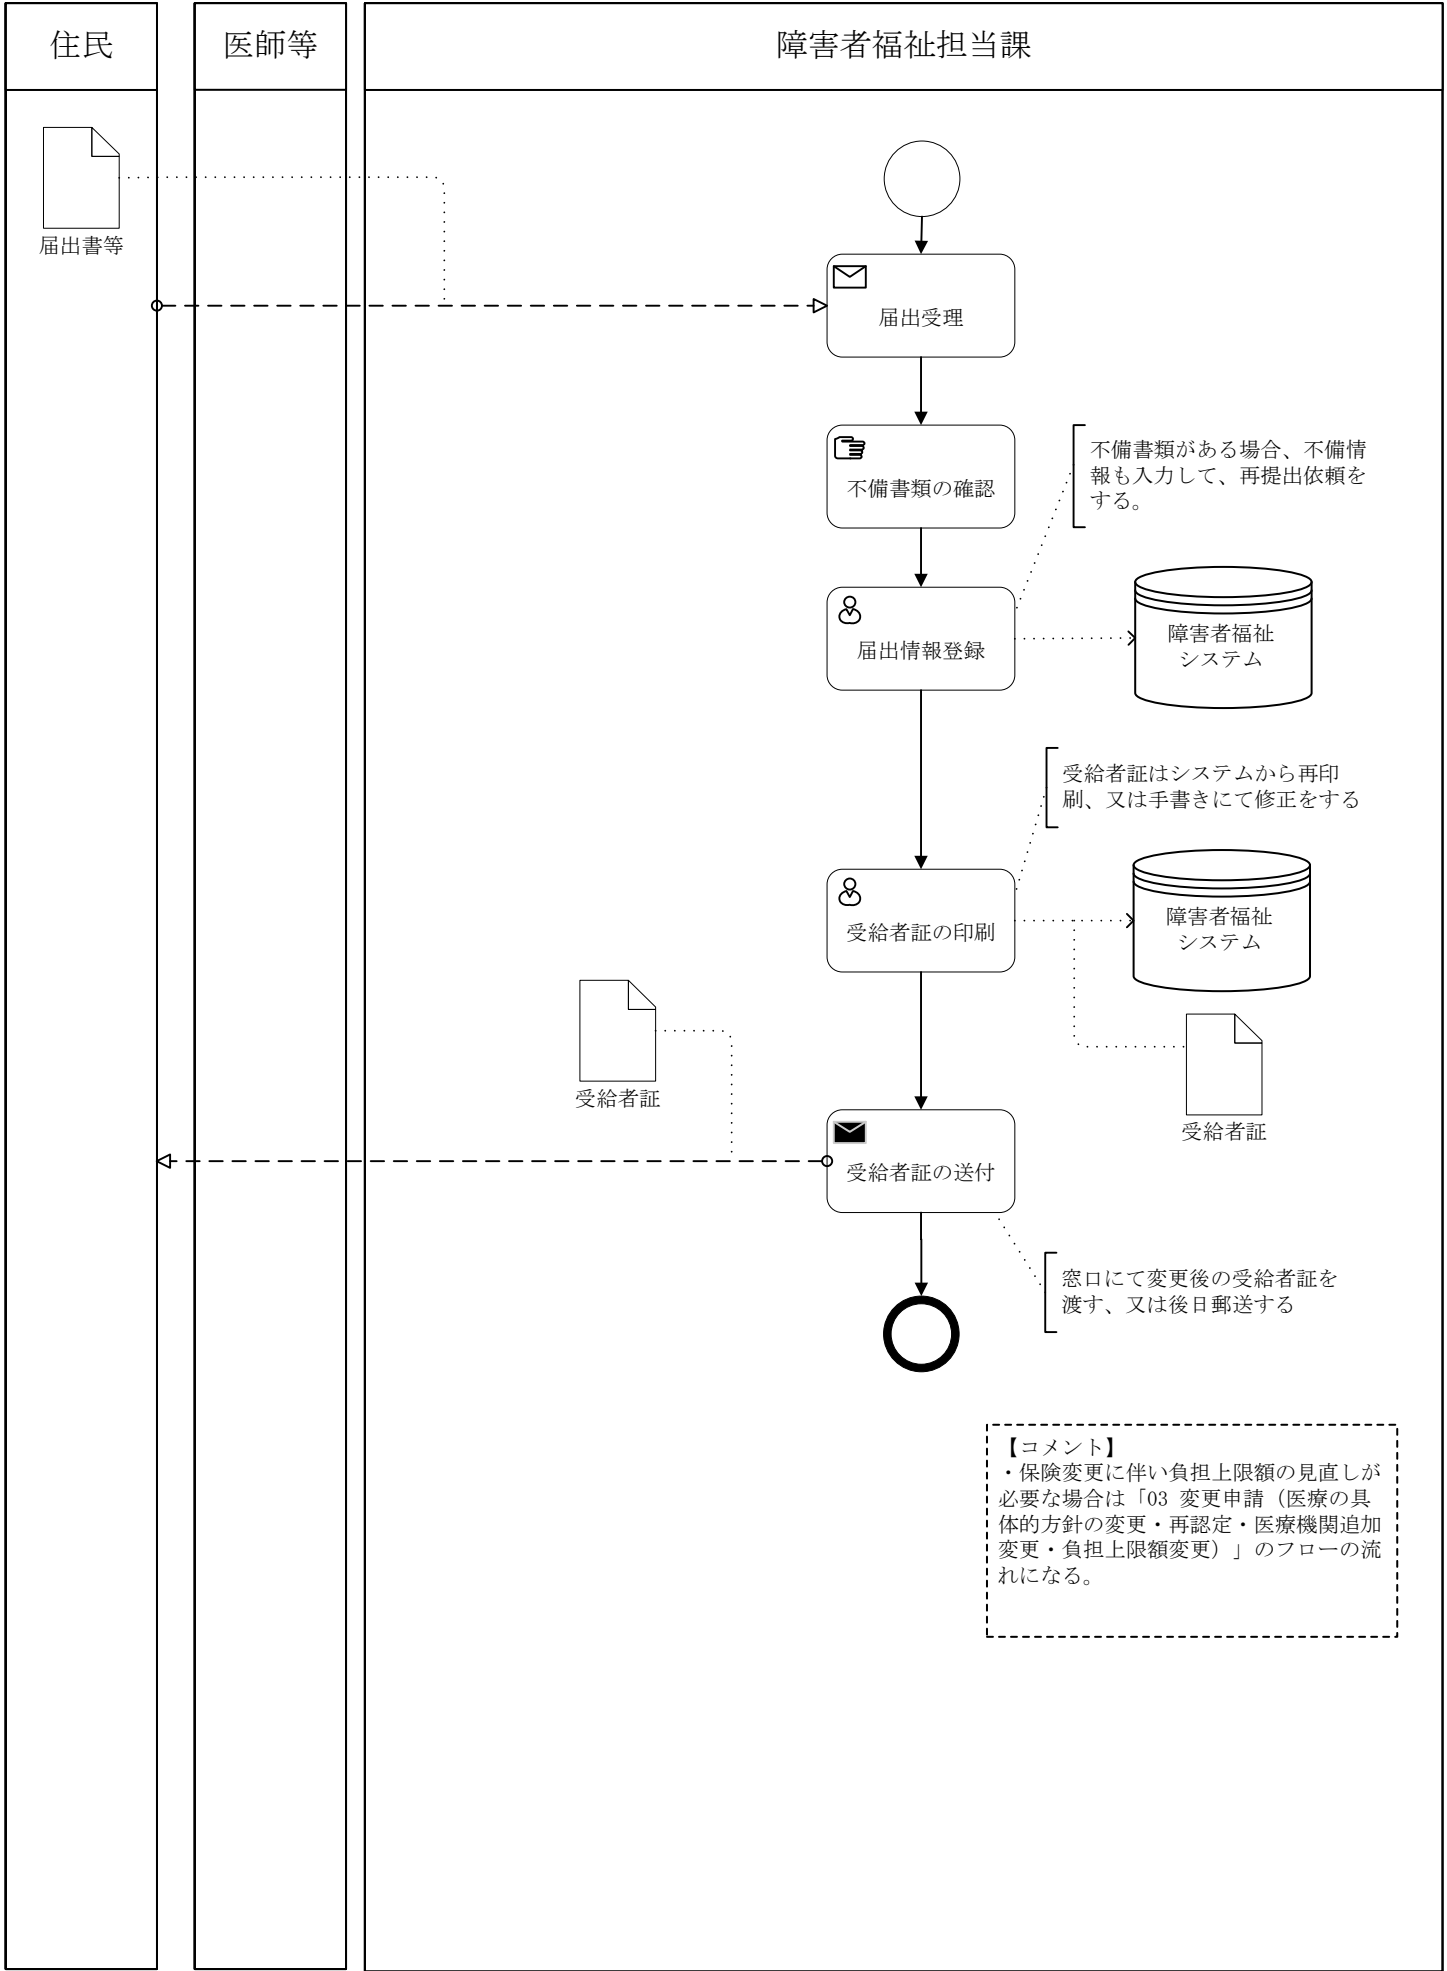 住民
医師等
障害者福祉担当課
届出書等
届出受理
不備書類の確認
不備書類がある場合、不備情
報も入力して、再提出依頼を
する。
届出情報登録
障害者福祉
システム
受給者証はシステムから再印
刷、又は手書きにて修正をする
受給者証の印刷
障害者福祉
システム
受給者証
受給者証
受給者証の送付
窓口にて変更後の受給者証を
渡す、又は後日郵送する
【コメント】
・保険変更に伴い負担上限額の見直しが
必要な場合は「03 変更申請（医療の具
体的方針の変更・再認定・医療機関追加
変更・負担上限額変更）」のフローの流
れになる。